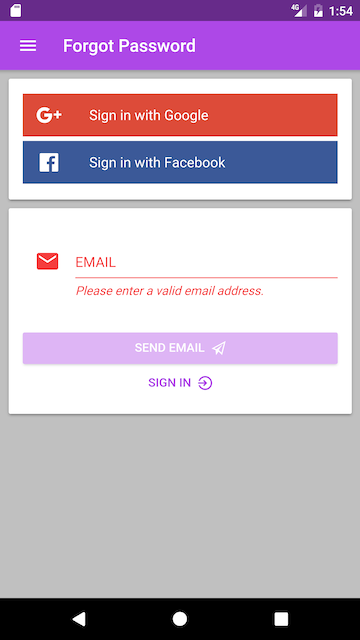 4G 1:54
Forgot Password
G+ Sign in with Google
f Sign in with Facebook
EMAIL
Please enter a valid email address.
SEND EMAIL
SIGN IN